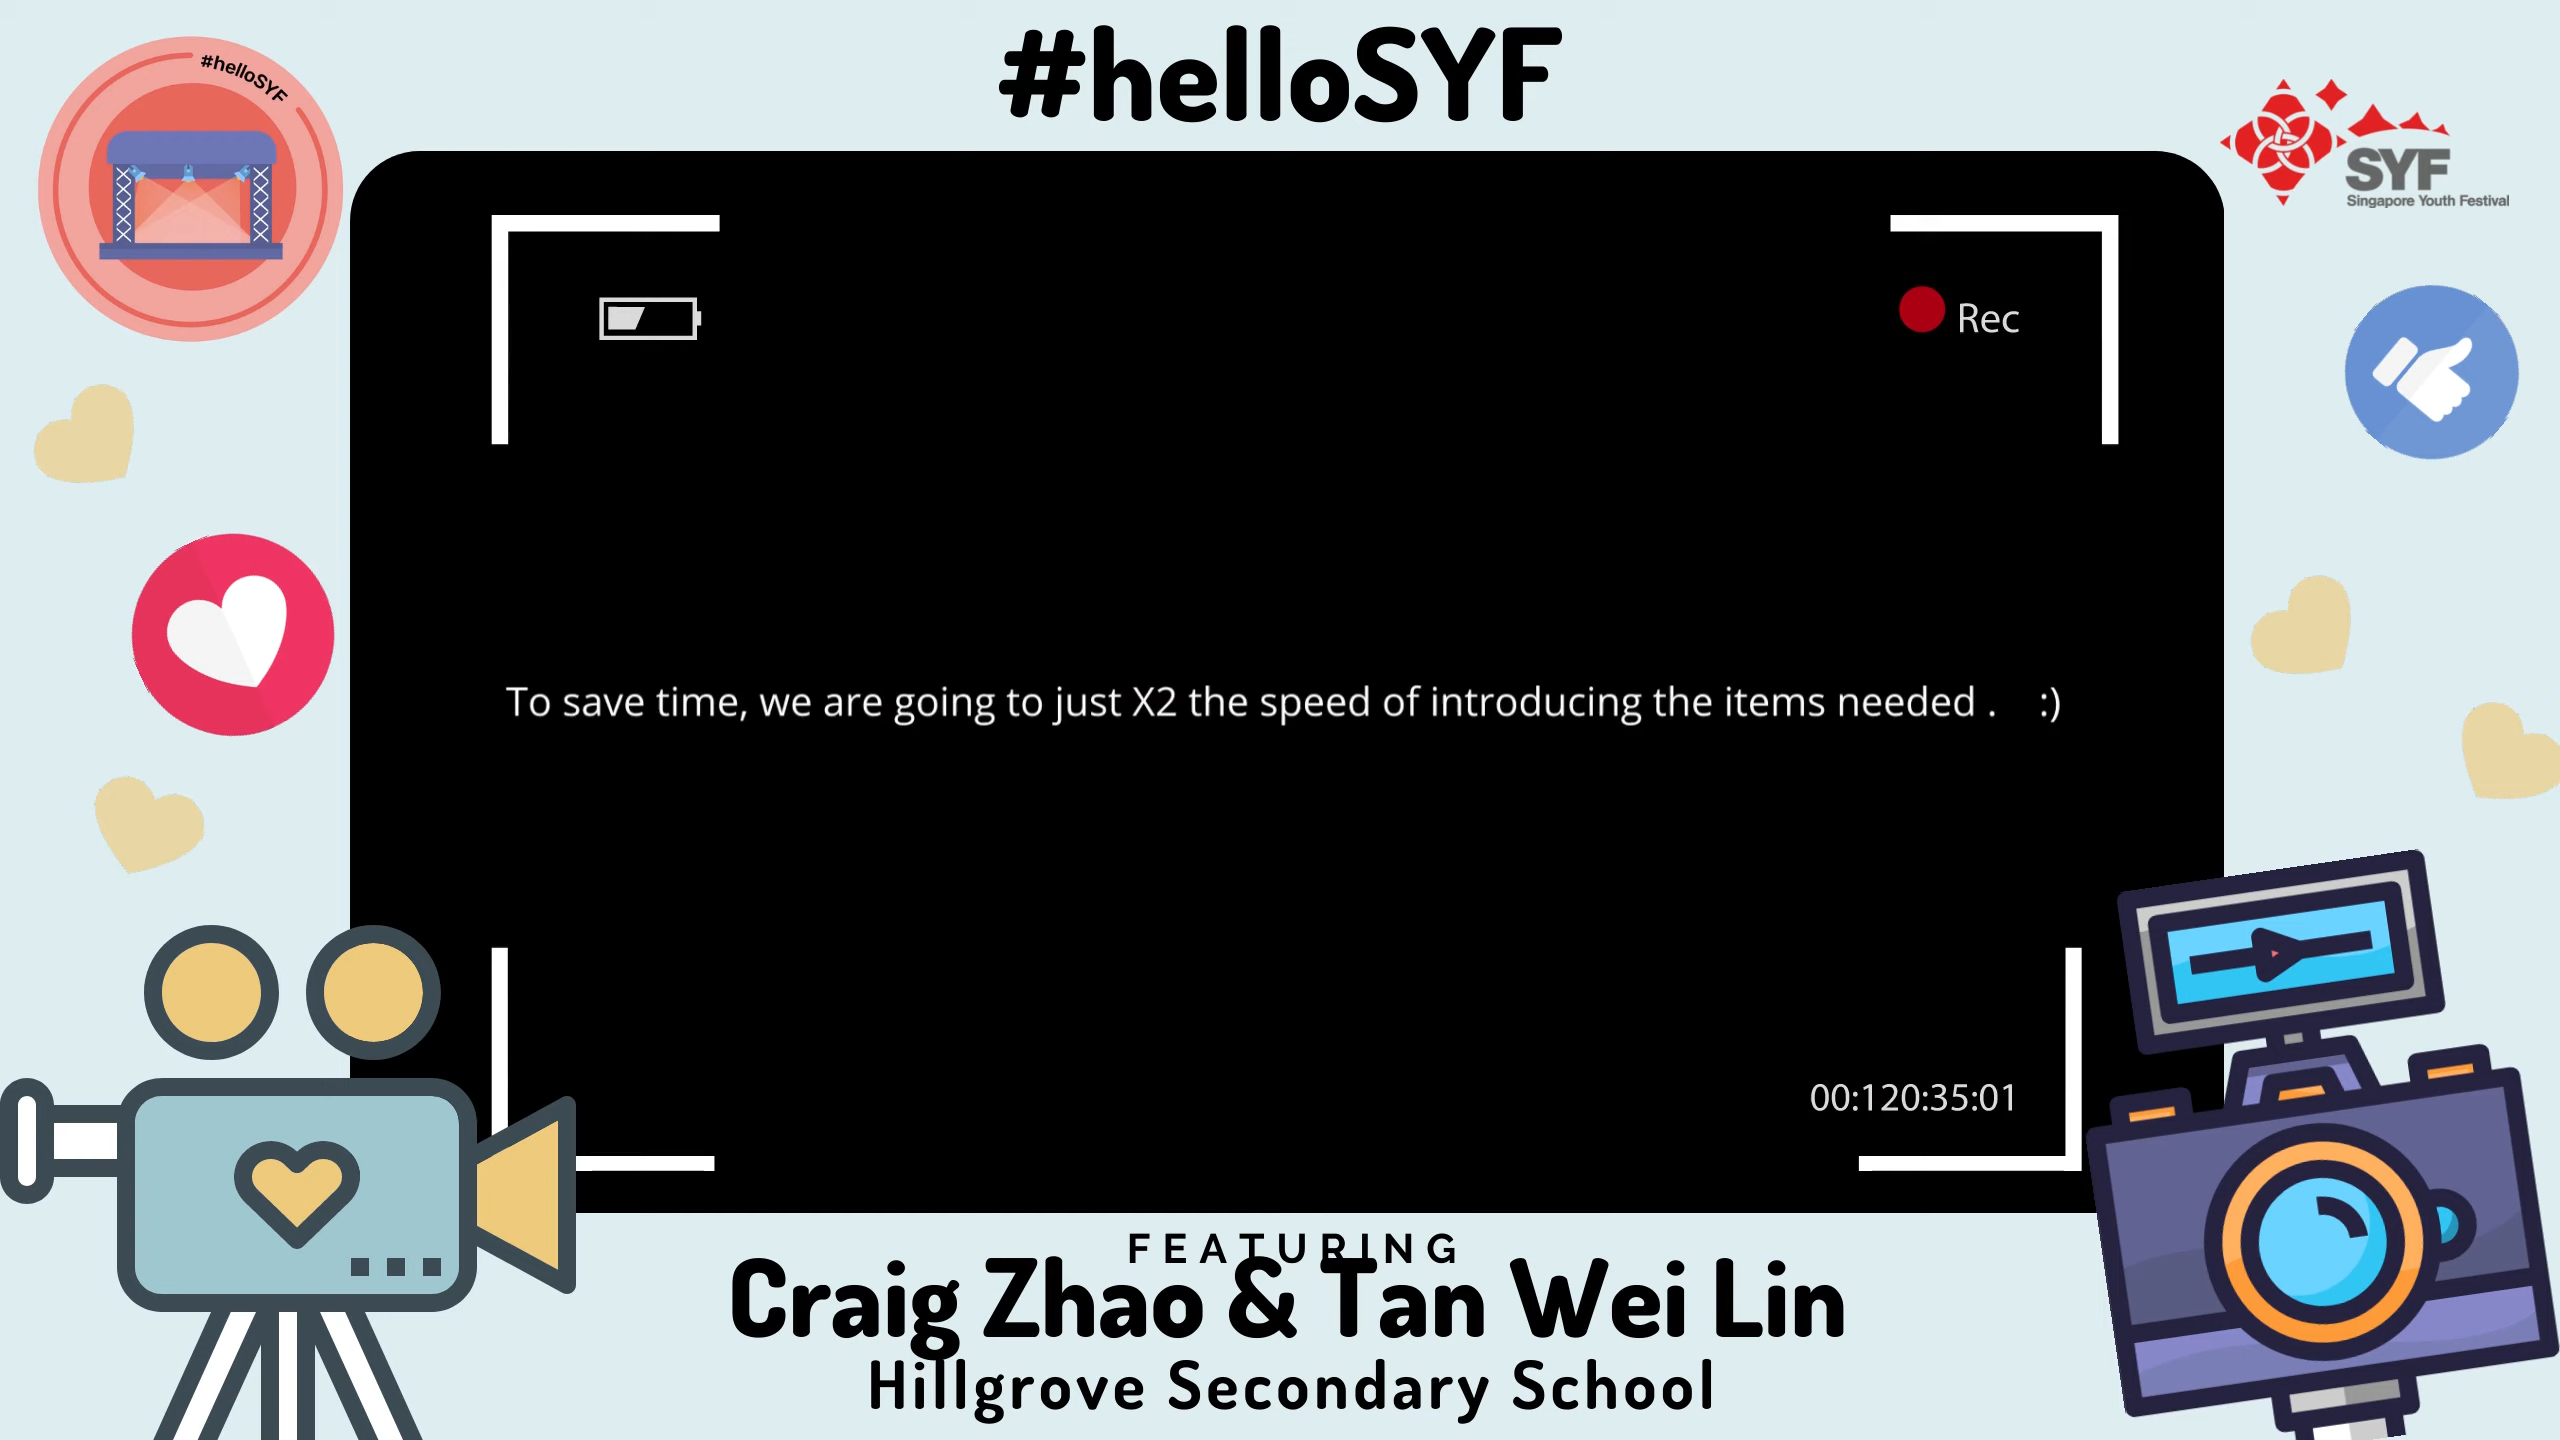 #helloSYF
#helloSYF
SYF
Singapore Youth Festival
Rec
To save time, we are going to just X2 the speed of introducing the items needed . :)
00:120:35:01
FEATURING
Craig Zhao & Tan Wei Lin
Hillgrove Secondary School